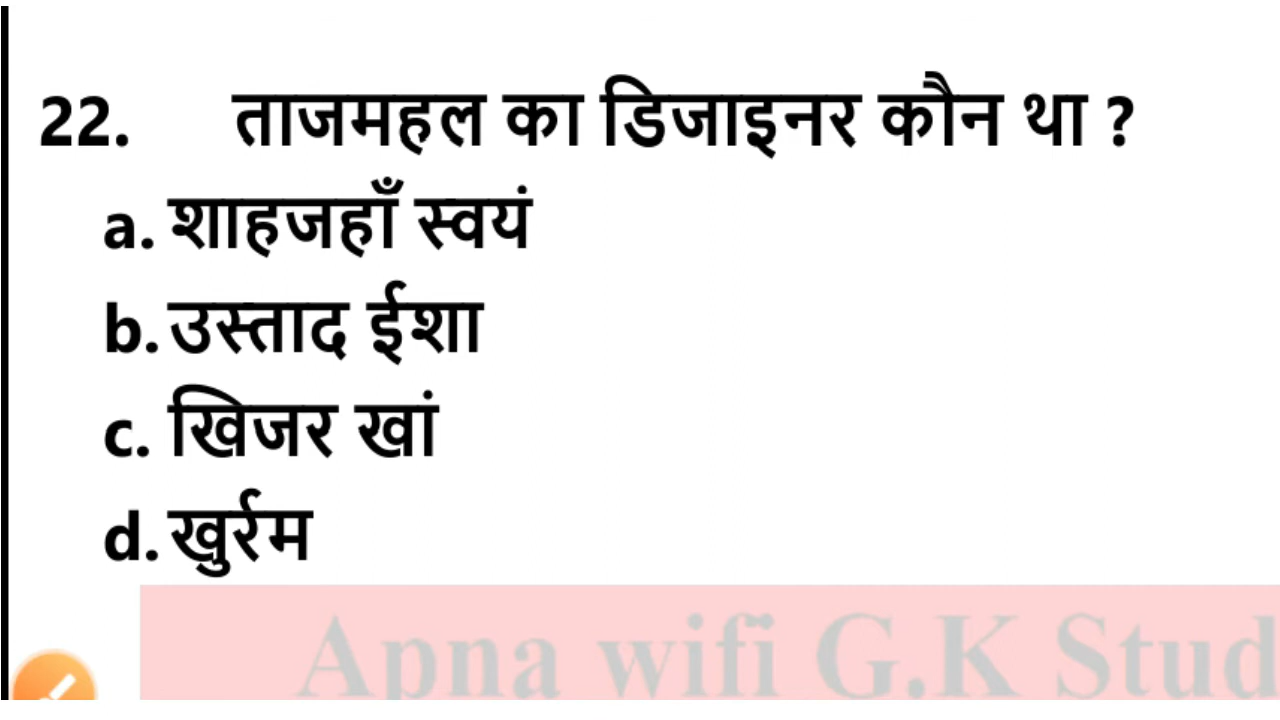 22. ताजमहल का डिजाइनर कौन था ?
a. शाहजहाँ स्वयं
b. उस्ताद ईशा
c. खिजर खां
d. खुर्रम
Apna wifi G.K Stud